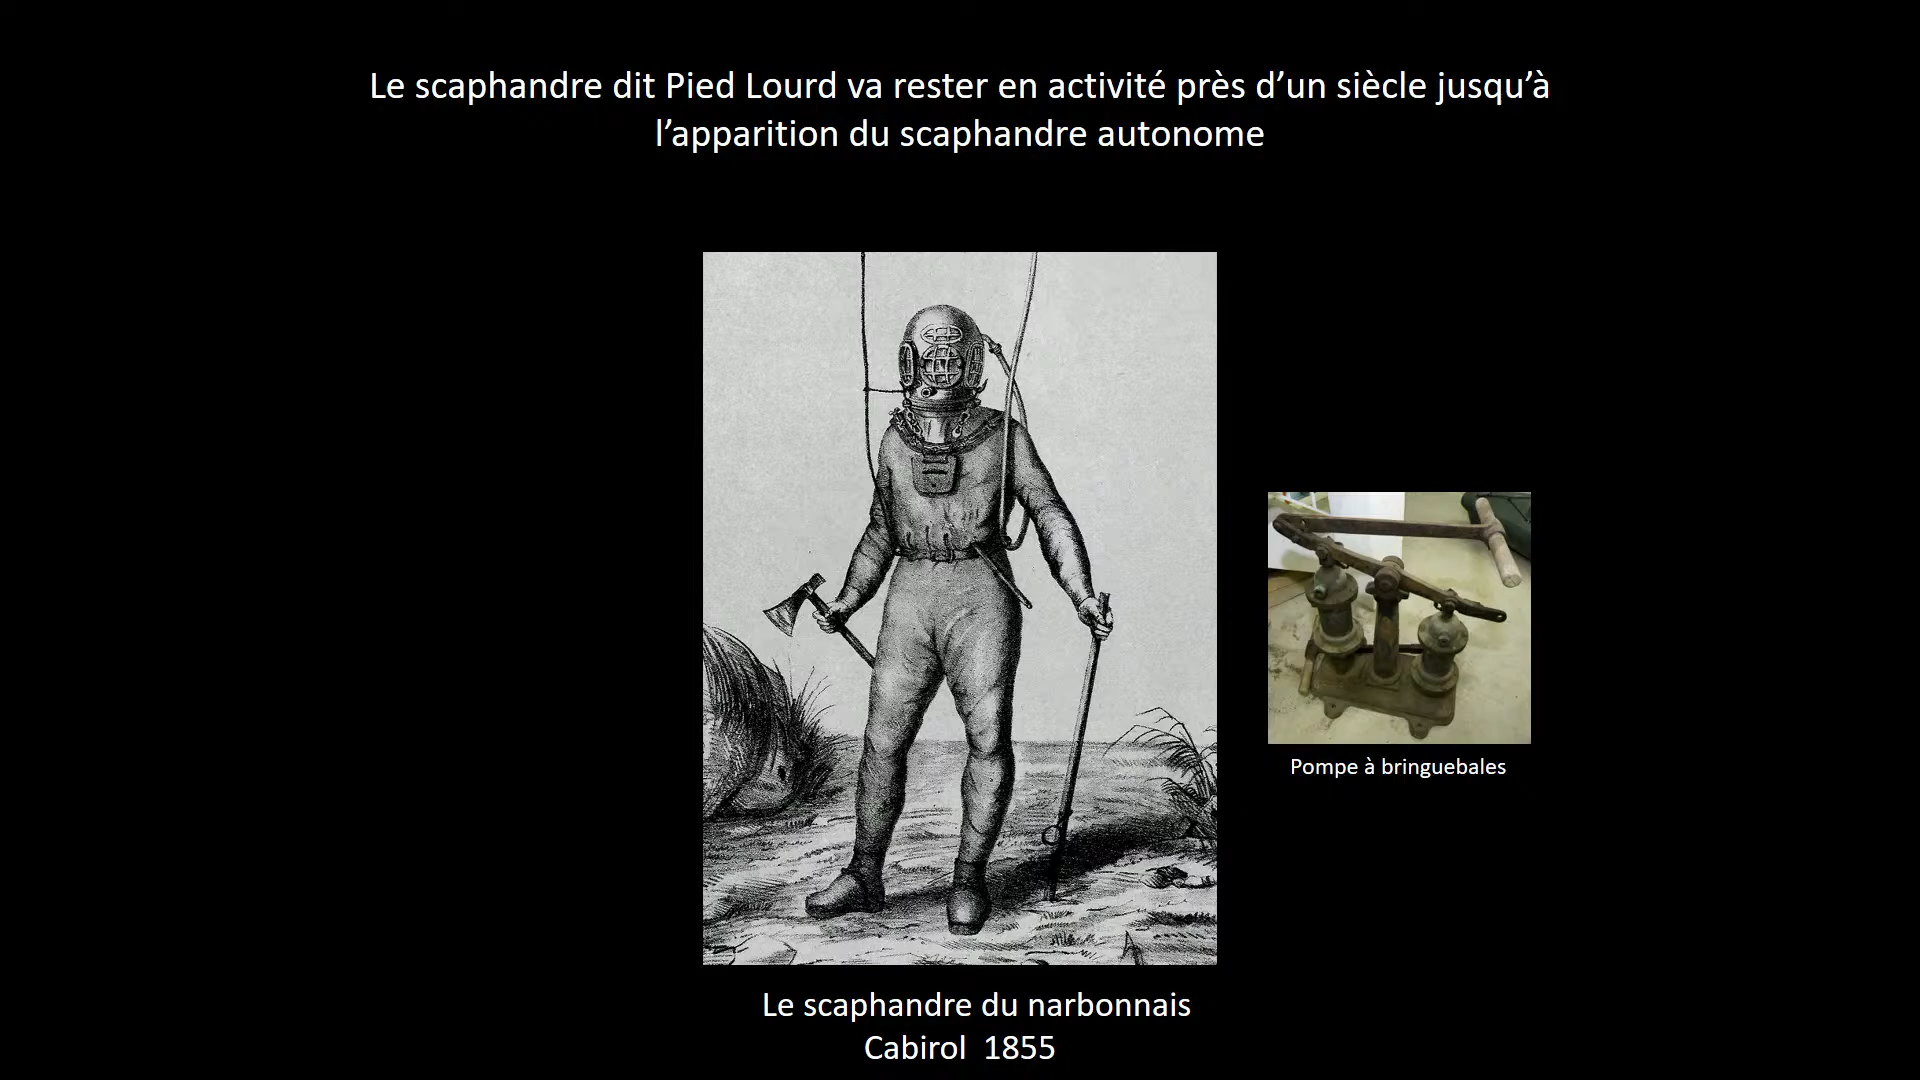 Le scaphandre dit Pied Lourd va rester en activité près d’un siècle jusqu’à
l’apparition du scaphandre autonome
Pompe à bringuebales
Le scaphandre du narbonnais
Cabirol  1855